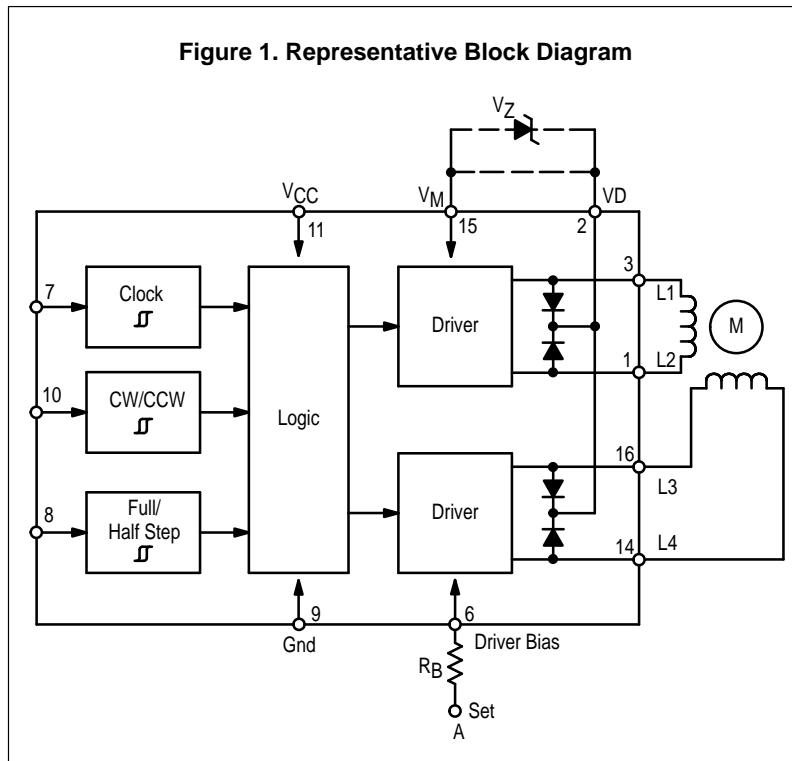 Figure 1. Representative Block Diagram
VZ
VCC
VM
VD
11
15
2
7
Clock
3
L1
M
Driver
1
L2
10
CW/CCW
Logic
16
L3
8
Full/
Half Step
Driver
14
L4
9
6
Gnd
Driver Bias
RB
Set
A